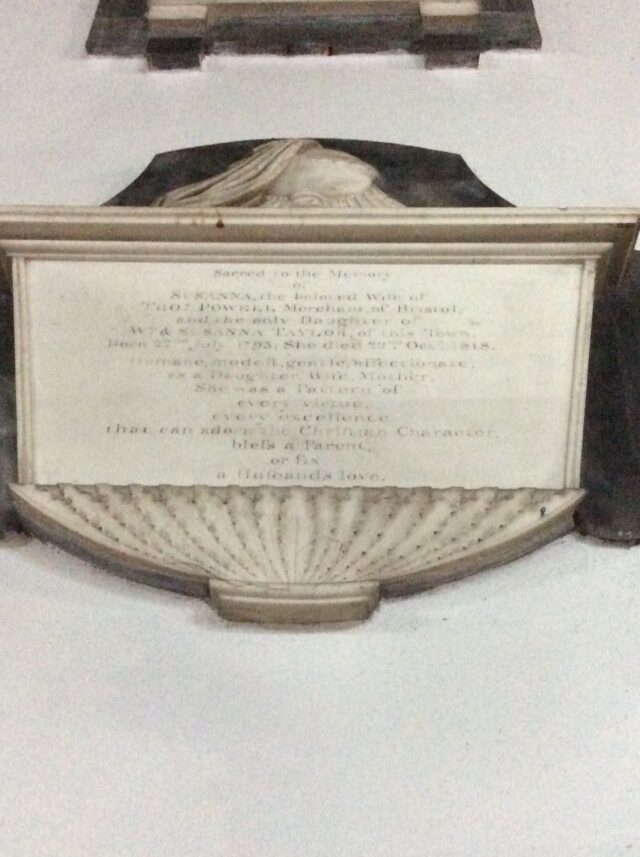 Sacred to the Memory
of
SUSANNA, the beloved Wife of
THOs. POWELL, Merchant, of Bristol,
and the only Daughter of
Wm. & SUSANNA TAYLOR, of this Town.
Born 22nd July 1793. She died 22nd Octr. 1818.
Humane, modeſt, gentle, affectionate;
as a Daughter, Wife, Mother.
She was a Pattern of
every virtue,
every excellence
that can adorn the Chriſtian Character,
bleſs a Parent,
or fix
a Huſbands love.